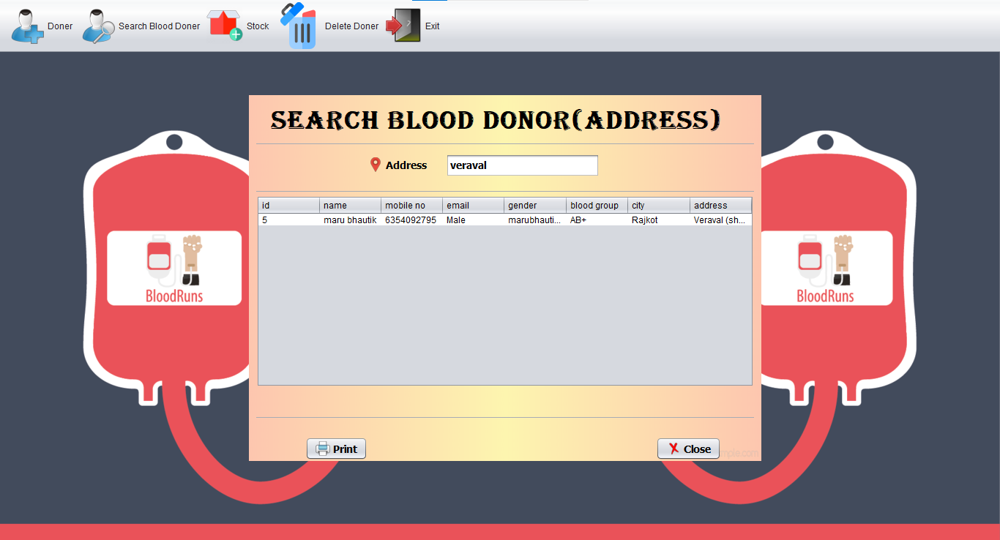 Doner Search Blood Doner Stock Delete Doner Exit
SEARCH BLOOD DONOR(ADDRESS)
Address veraval
id name mobile no email gender blood group city address
5 maru bhautik 6354092795 Male marubhauti... AB+ Rajkot Veraval (sh...
BloodRuns BloodRuns
Print Close